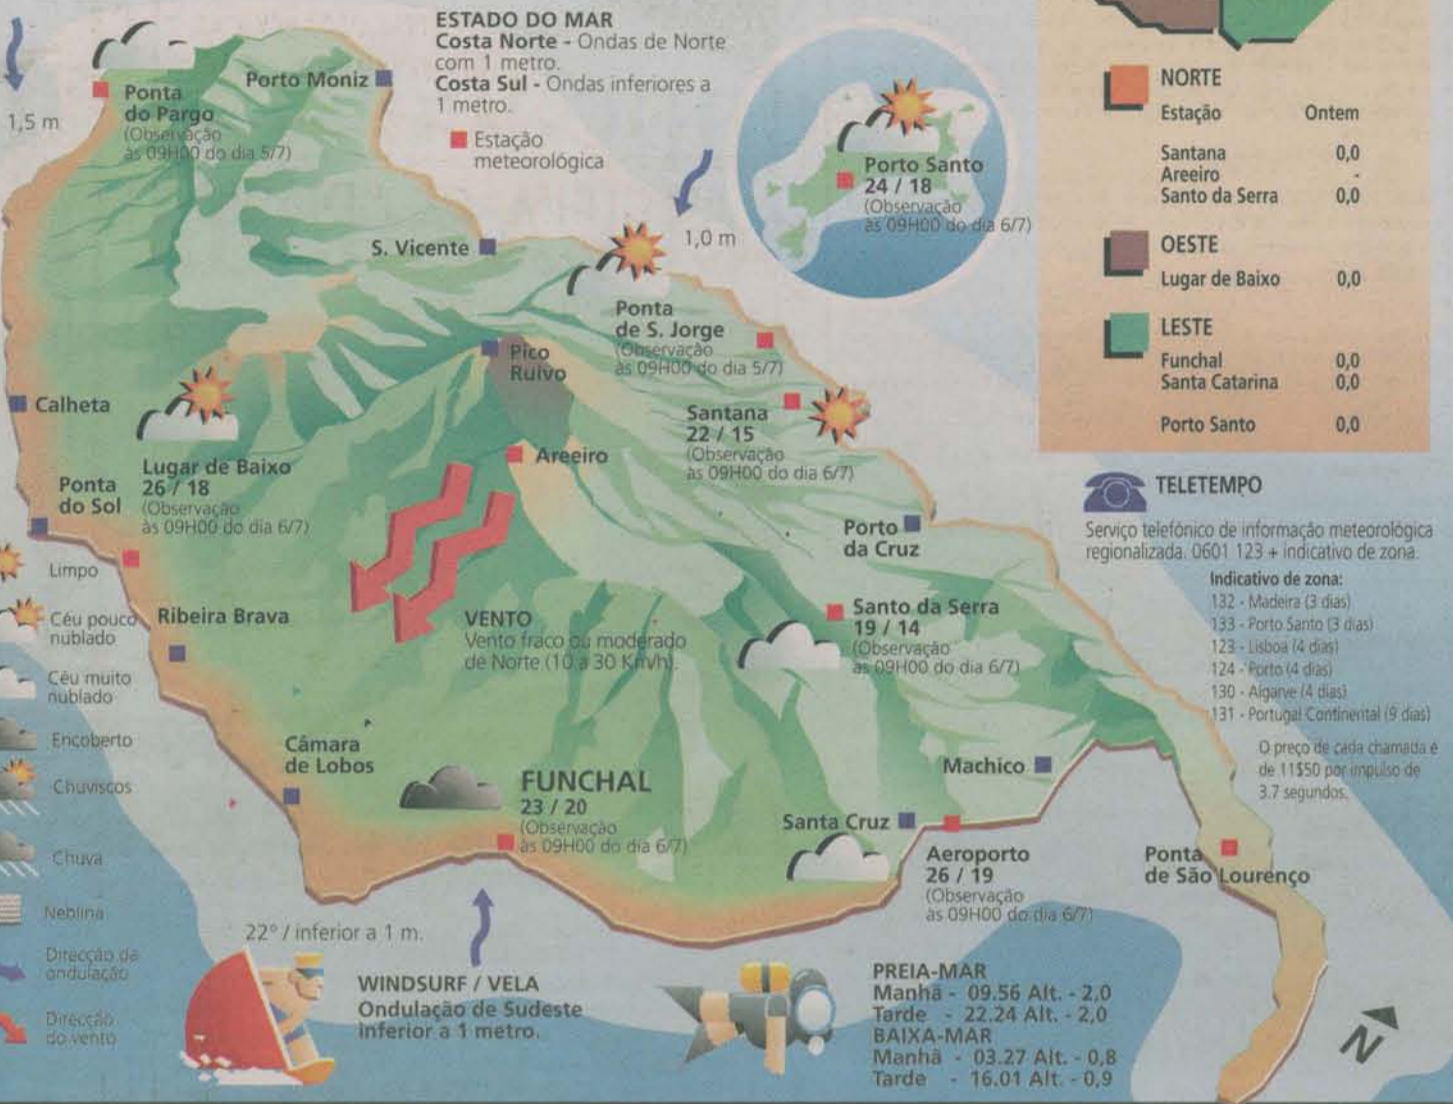 ESTADO DO MAR
Costa Norte - Ondas de Norte
com 1 metro.
Costa Sul - Ondas inferiores a
1 metro.
Estação
meteorológica
1,5 m
Ponta
do Pargo
(Observação
às 09H00 do dia 5/7)
Porto Moniz
S. Vicente
1,0 m
Porto Santo
24 / 18
(Observação
às 09H00 do dia 6/7)
Ponta
de S. Jorge
(Observação
às 09H00 do dia 5/7)
Pico
Ruivo
Calheta
Santana
22 / 15
(Observação
às 09H00 do dia 6/7)
Areeiro
Lugar de Baixo
26 / 18
(Observação
às 09H00 do dia 6/7)
Ponta
do Sol
Porto
da Cruz
Ribeira Brava
VENTO
Vento fraco ou moderado
de Norte (10 a 30 Km/h).
Santo da Serra
19 / 14
(Observação
às 09H00 do dia 6/7)
Câmara
de Lobos
FUNCHAL
23 / 20
(Observação
às 09H00 do dia 6/7)
Machico
Santa Cruz
Aeroporto
26 / 19
(Observação
às 09H00 do dia 6/7)
Ponta
de São Lourenço
Limpo
Céu pouco
nublado
Céu muito
nublado
Encoberto
Chuviscos
Chuva
Neblina
Direcção da
ondulação
Direcção
do vento
22º / inferior a 1 m.
WINDSURF / VELA
Ondulação de Sudeste
inferior a 1 metro.
PREIA-MAR
Manhã - 09.56 Alt. - 2,0
Tarde - 22.24 Alt. - 2,0
BAIXA-MAR
Manhã - 03.27 Alt. - 0,8
Tarde - 16.01 Alt. - 0,9
N
NORTE
Estação Ontem
Santana 0,0
Areeiro -
Santo da Serra 0,0
OESTE
Lugar de Baixo 0,0
LESTE
Funchal 0,0
Santa Catarina 0,0
Porto Santo 0,0
TELETEMPO
Serviço telefónico de informação meteorológica
regionalizada. 0601 123 + indicativo de zona.
Indicativo de zona:
132 - Madeira (3 dias)
133 - Porto Santo (3 dias)
123 - Lisboa (4 dias)
124 - Porto (4 dias)
130 - Algarve (4 dias)
131 - Portugal Continental (9 dias)
O preço de cada chamada é
de 11$50 por impulso de
3.7 segundos.